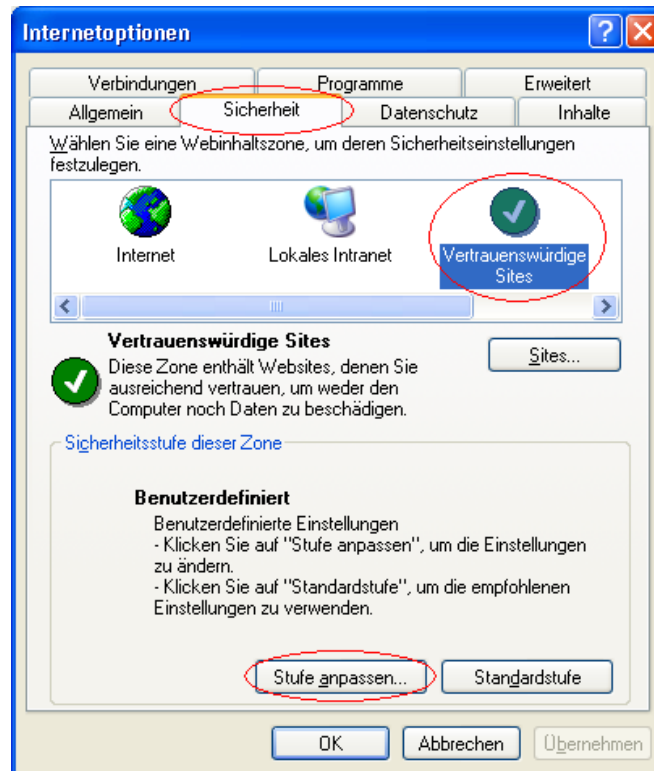 Internetoptionen
Verbindungen Programme Erweitert
Allgemein Sicherheit Datenschutz Inhalte
Wählen Sie eine Webinhaltszone, um deren Sicherheitseinstellungen
festzulegen.
Internet Lokales Intranet Vertrauenswürdige
Sites
Vertrauenswürdige Sites
Sites...
Diese Zone enthält Websites, denen Sie
ausreichend vertrauen, um weder den
Computer noch Daten zu beschädigen.
Sicherheitsstufe dieser Zone
Benutzerdefiniert
Benutzerdefinierte Einstellungen
- Klicken Sie auf "Stufe anpassen", um die Einstellungen
zu ändern.
- Klicken Sie auf "Standardstufe", um die empfohlenen
Einstellungen zu verwenden.
Stufe anpassen... Standardstufe
OK Abbrechen Übernehmen